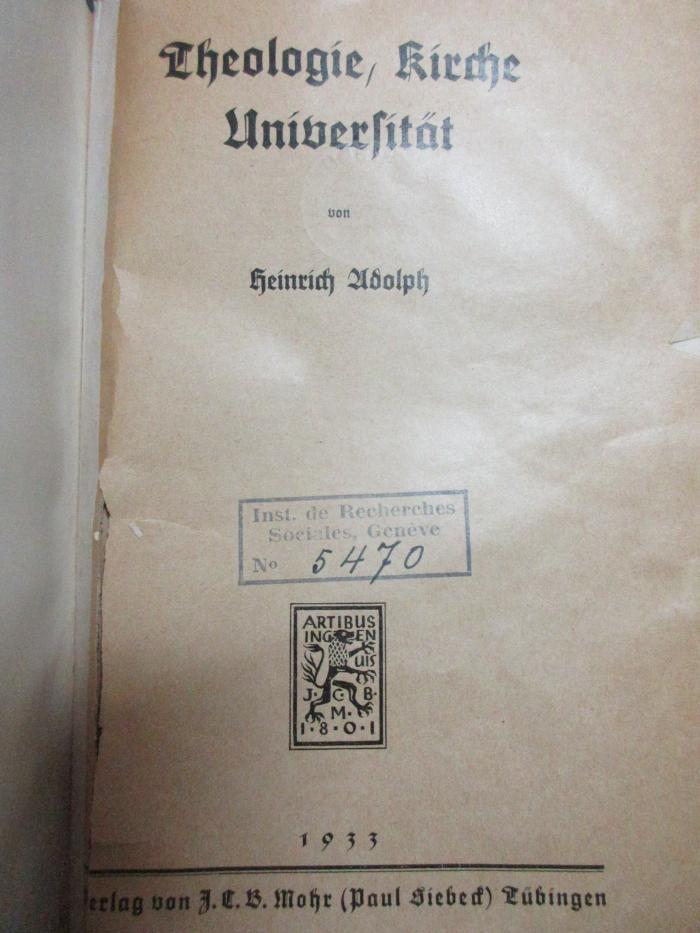 Theologie, Kirche
Universität
von
Heinrich Adolph
Inst. de Recherches
Sociales, Genève
No 5470
ARTIBUS
INGENUIS
J·C·B·
M·
1·8·0·1
1933
erlag von J.C.B. Mohr (Paul Siebeck) Tübingen